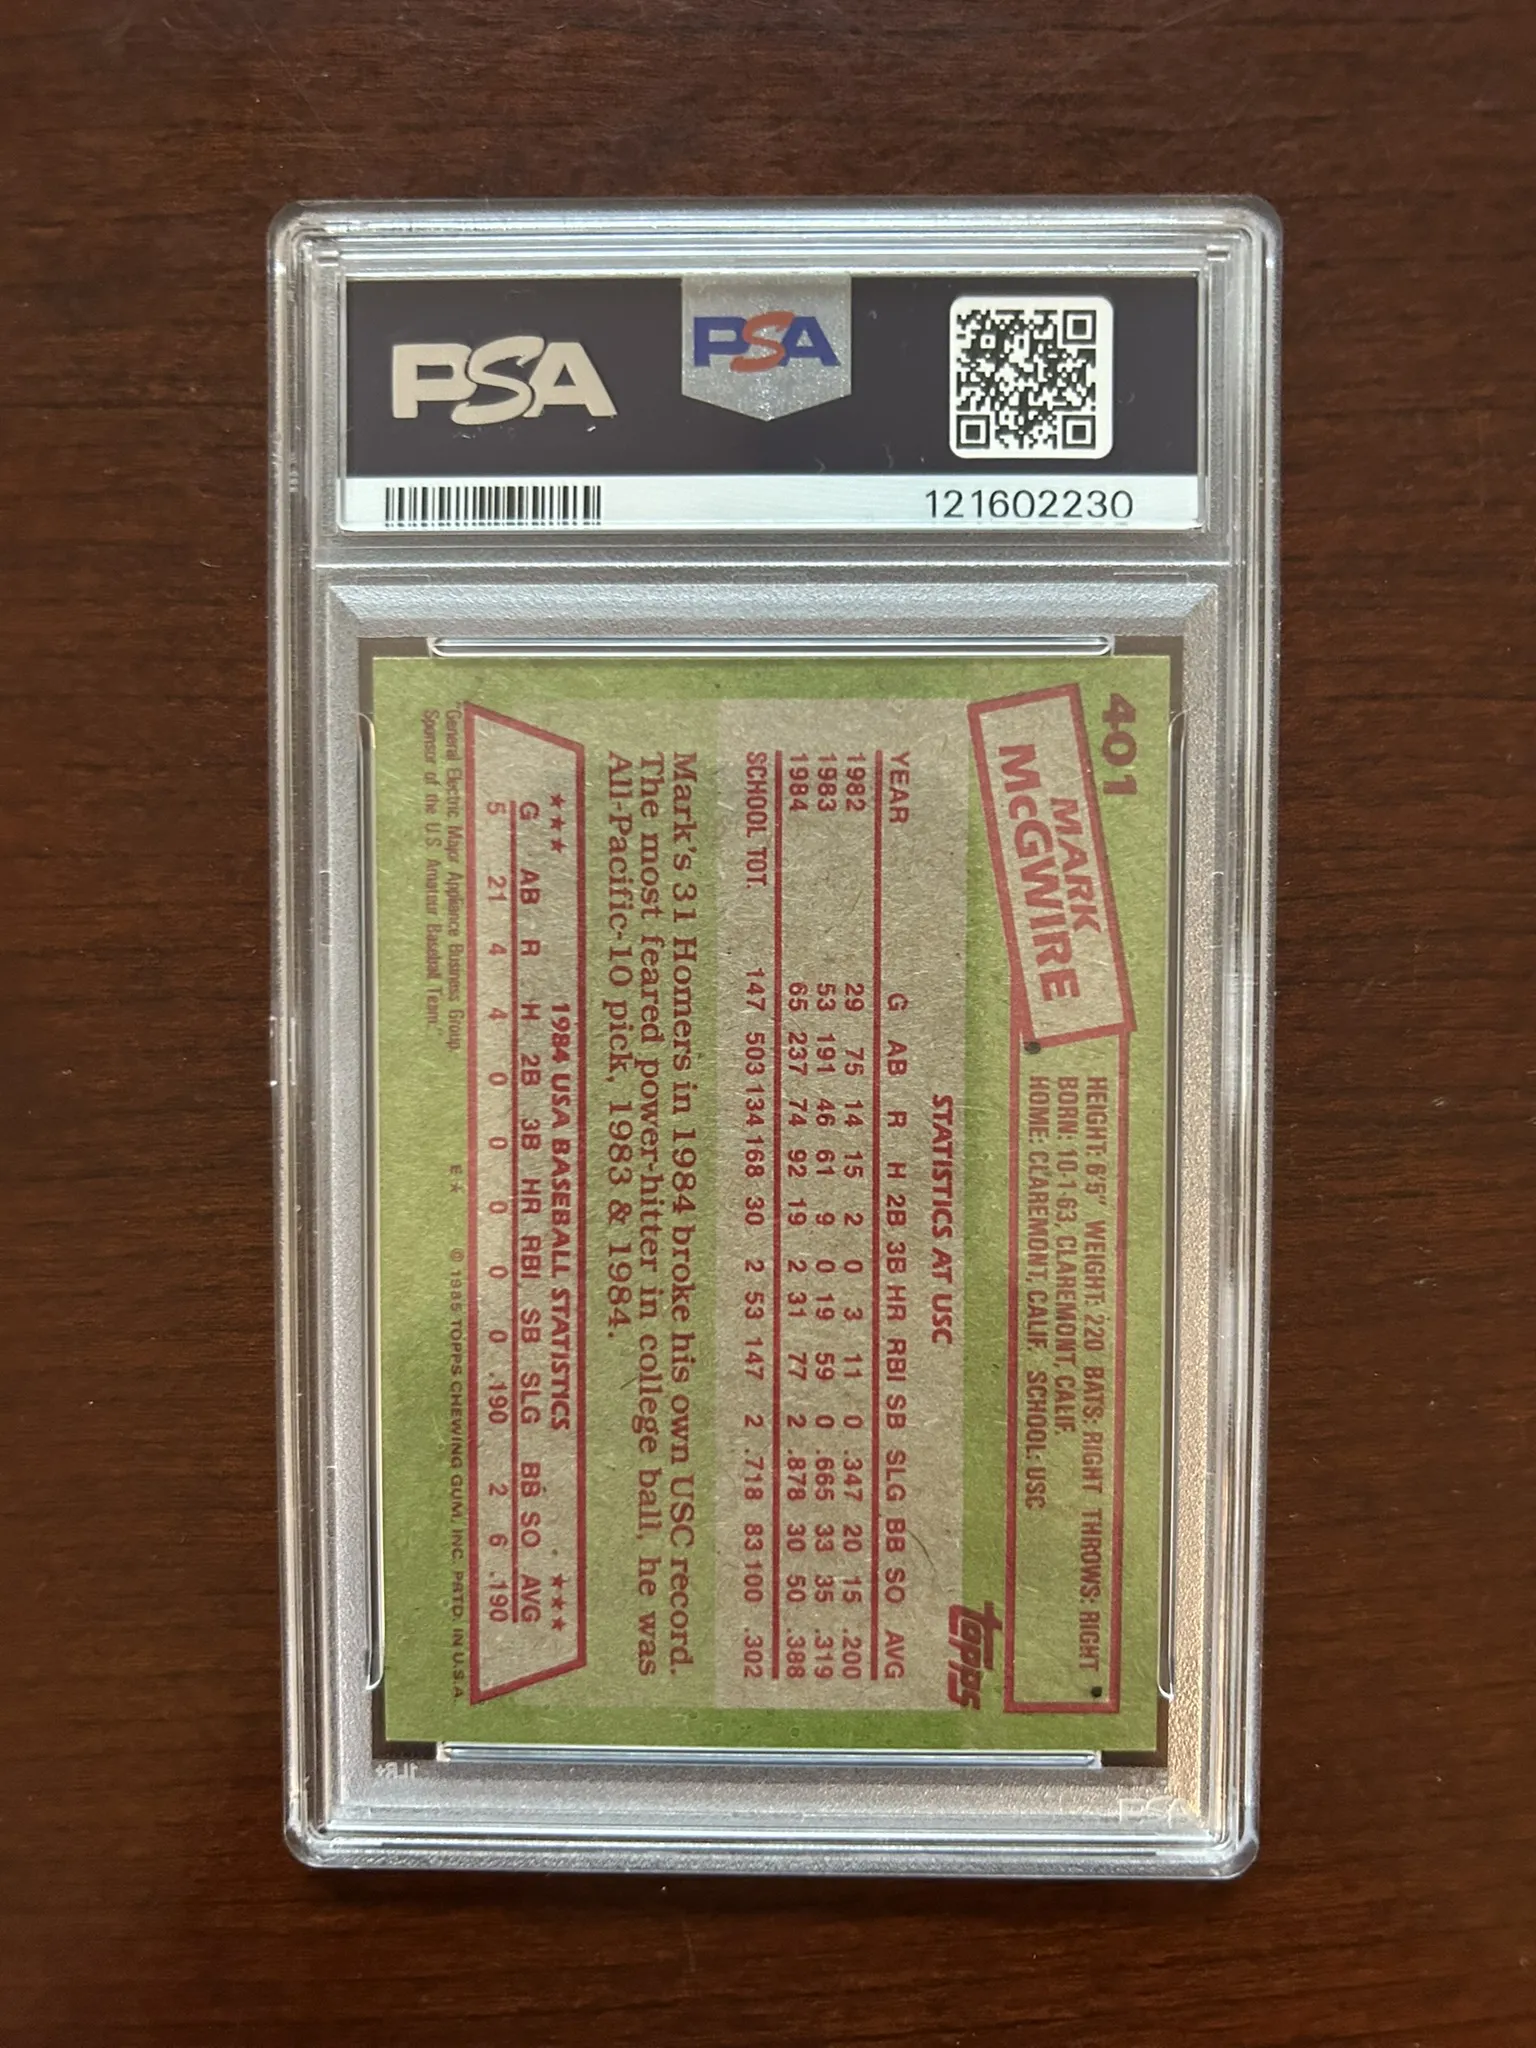 PSA
PSA
121602230
401
MARK
McGWIRE
HEIGHT: 6'5" WEIGHT: 220 BATS: RIGHT THROWS: RIGHT
BORN: 10-1-63, CLAREMONT, CALIF.
HOME: CLAREMONT, CALIF. SCHOOL: USC
topps
STATISTICS AT USC
YEAR G AB R H 2B 3B HR RBI SB SLG BB SO AVG
1982 29 75 14 15 2 0 3 11 0 .347 20 15 .200
1983 53 191 46 61 9 0 19 59 0 .665 33 35 .319
1984 65 237 74 92 19 2 31 77 2 .878 30 50 .388
SCHOOL TOT. 147 503 134 168 30 2 53 147 2 .718 83 100 .302
Mark's 31 Homers in 1984 broke his own USC record.
The most feared power-hitter in college ball, he was
All-Pacific-10 pick, 1983 & 1984.
★★★ 1984 USA BASEBALL STATISTICS ★★★
G AB R H 2B 3B HR RBI SB SLG BB SO AVG
5 21 4 4 0 0 0 0 0 .190 2 6 .190
"General Electric Major Appliance Business Group,
Sponsor of the U.S. Amateur Baseball Team."
E★ © 1985 TOPPS CHEWING GUM, INC. PRTD. IN U.S.A.
PSA